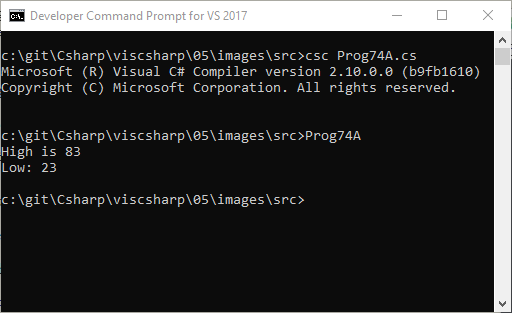 Developer Command Prompt for VS 2017
c:\git\Csharp\viscsharp\05\images\src>csc Prog74A.cs
Microsoft (R) Visual C# Compiler version 2.10.0.0 (b9fb1610)
Copyright (C) Microsoft Corporation. All rights reserved.
c:\git\Csharp\viscsharp\05\images\src>Prog74A
High is 83
Low: 23
c:\git\Csharp\viscsharp\05\images\src>